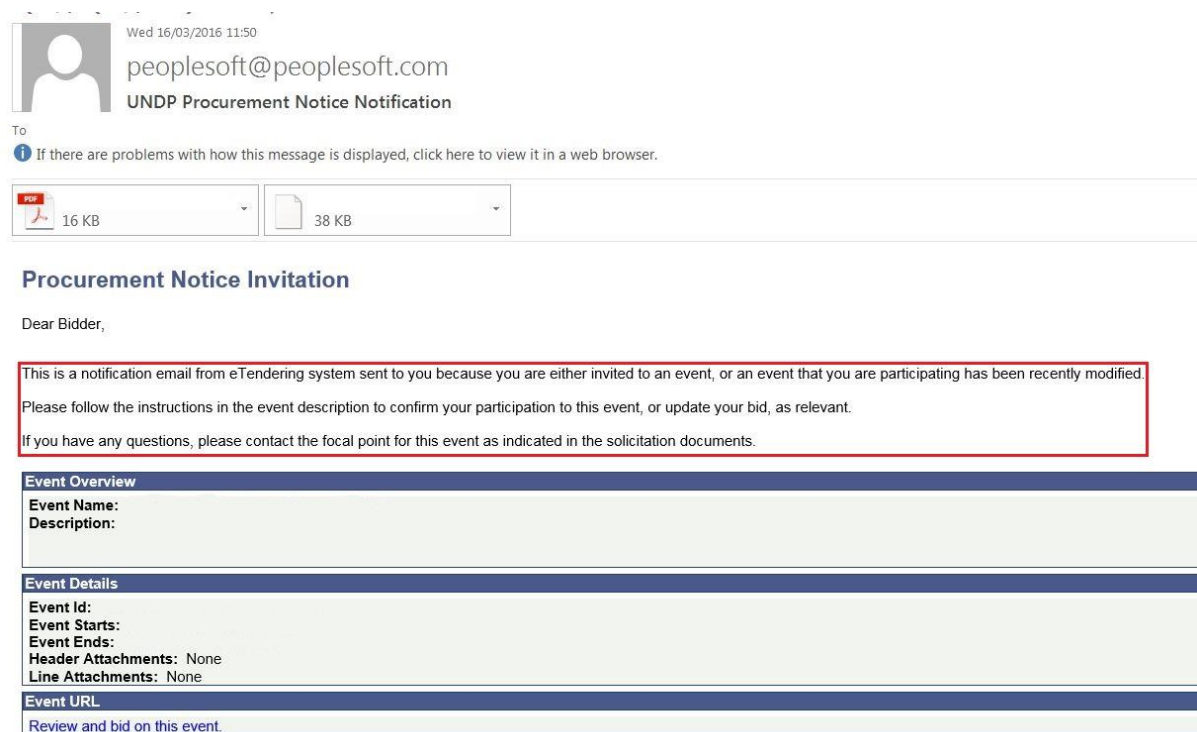 Wed 16/03/2016 11:50
peoplesoft@peoplesoft.com
UNDP Procurement Notice Notification
To
If there are problems with how this message is displayed, click here to view it in a web browser.
PDF
16 KB
38 KB
Procurement Notice Invitation
Dear Bidder,
This is a notification email from eTendering system sent to you because you are either invited to an event, or an event that you are participating has been recently modified.
Please follow the instructions in the event description to confirm your participation to this event, or update your bid, as relevant.
If you have any questions, please contact the focal point for this event as indicated in the solicitation documents.
Event Overview
Event Name:
Description:
Event Details
Event Id:
Event Starts:
Event Ends:
Header Attachments: None
Line Attachments: None
Event URL
Review and bid on this event.